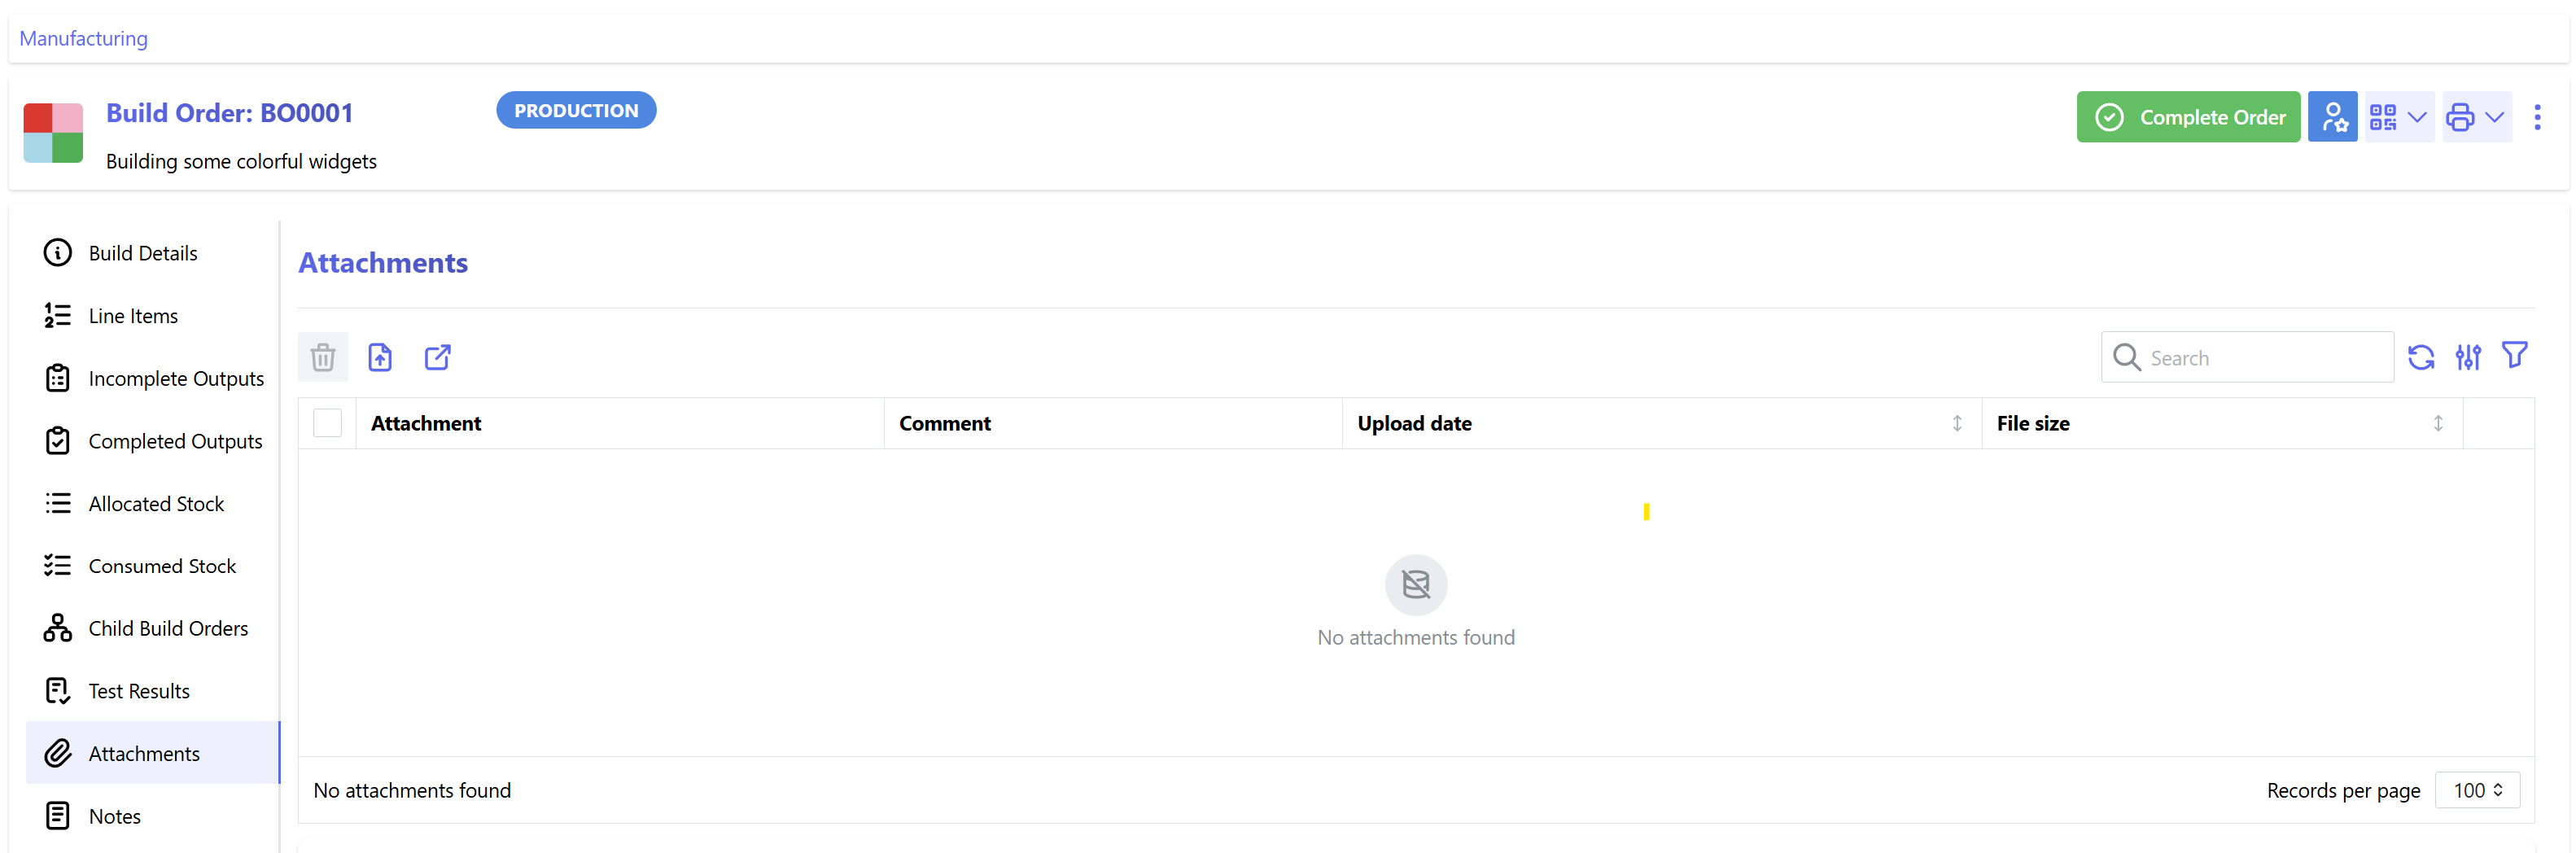 Manufacturing
Build Order: BO0001
PRODUCTION
Complete Order
Building some colorful widgets
Build Details
Line Items
Incomplete Outputs
Completed Outputs
Allocated Stock
Consumed Stock
Child Build Orders
Test Results
Attachments
Notes
Attachments
Search
Attachment Comment Upload date File size
No attachments found
No attachments found
Records per page 100